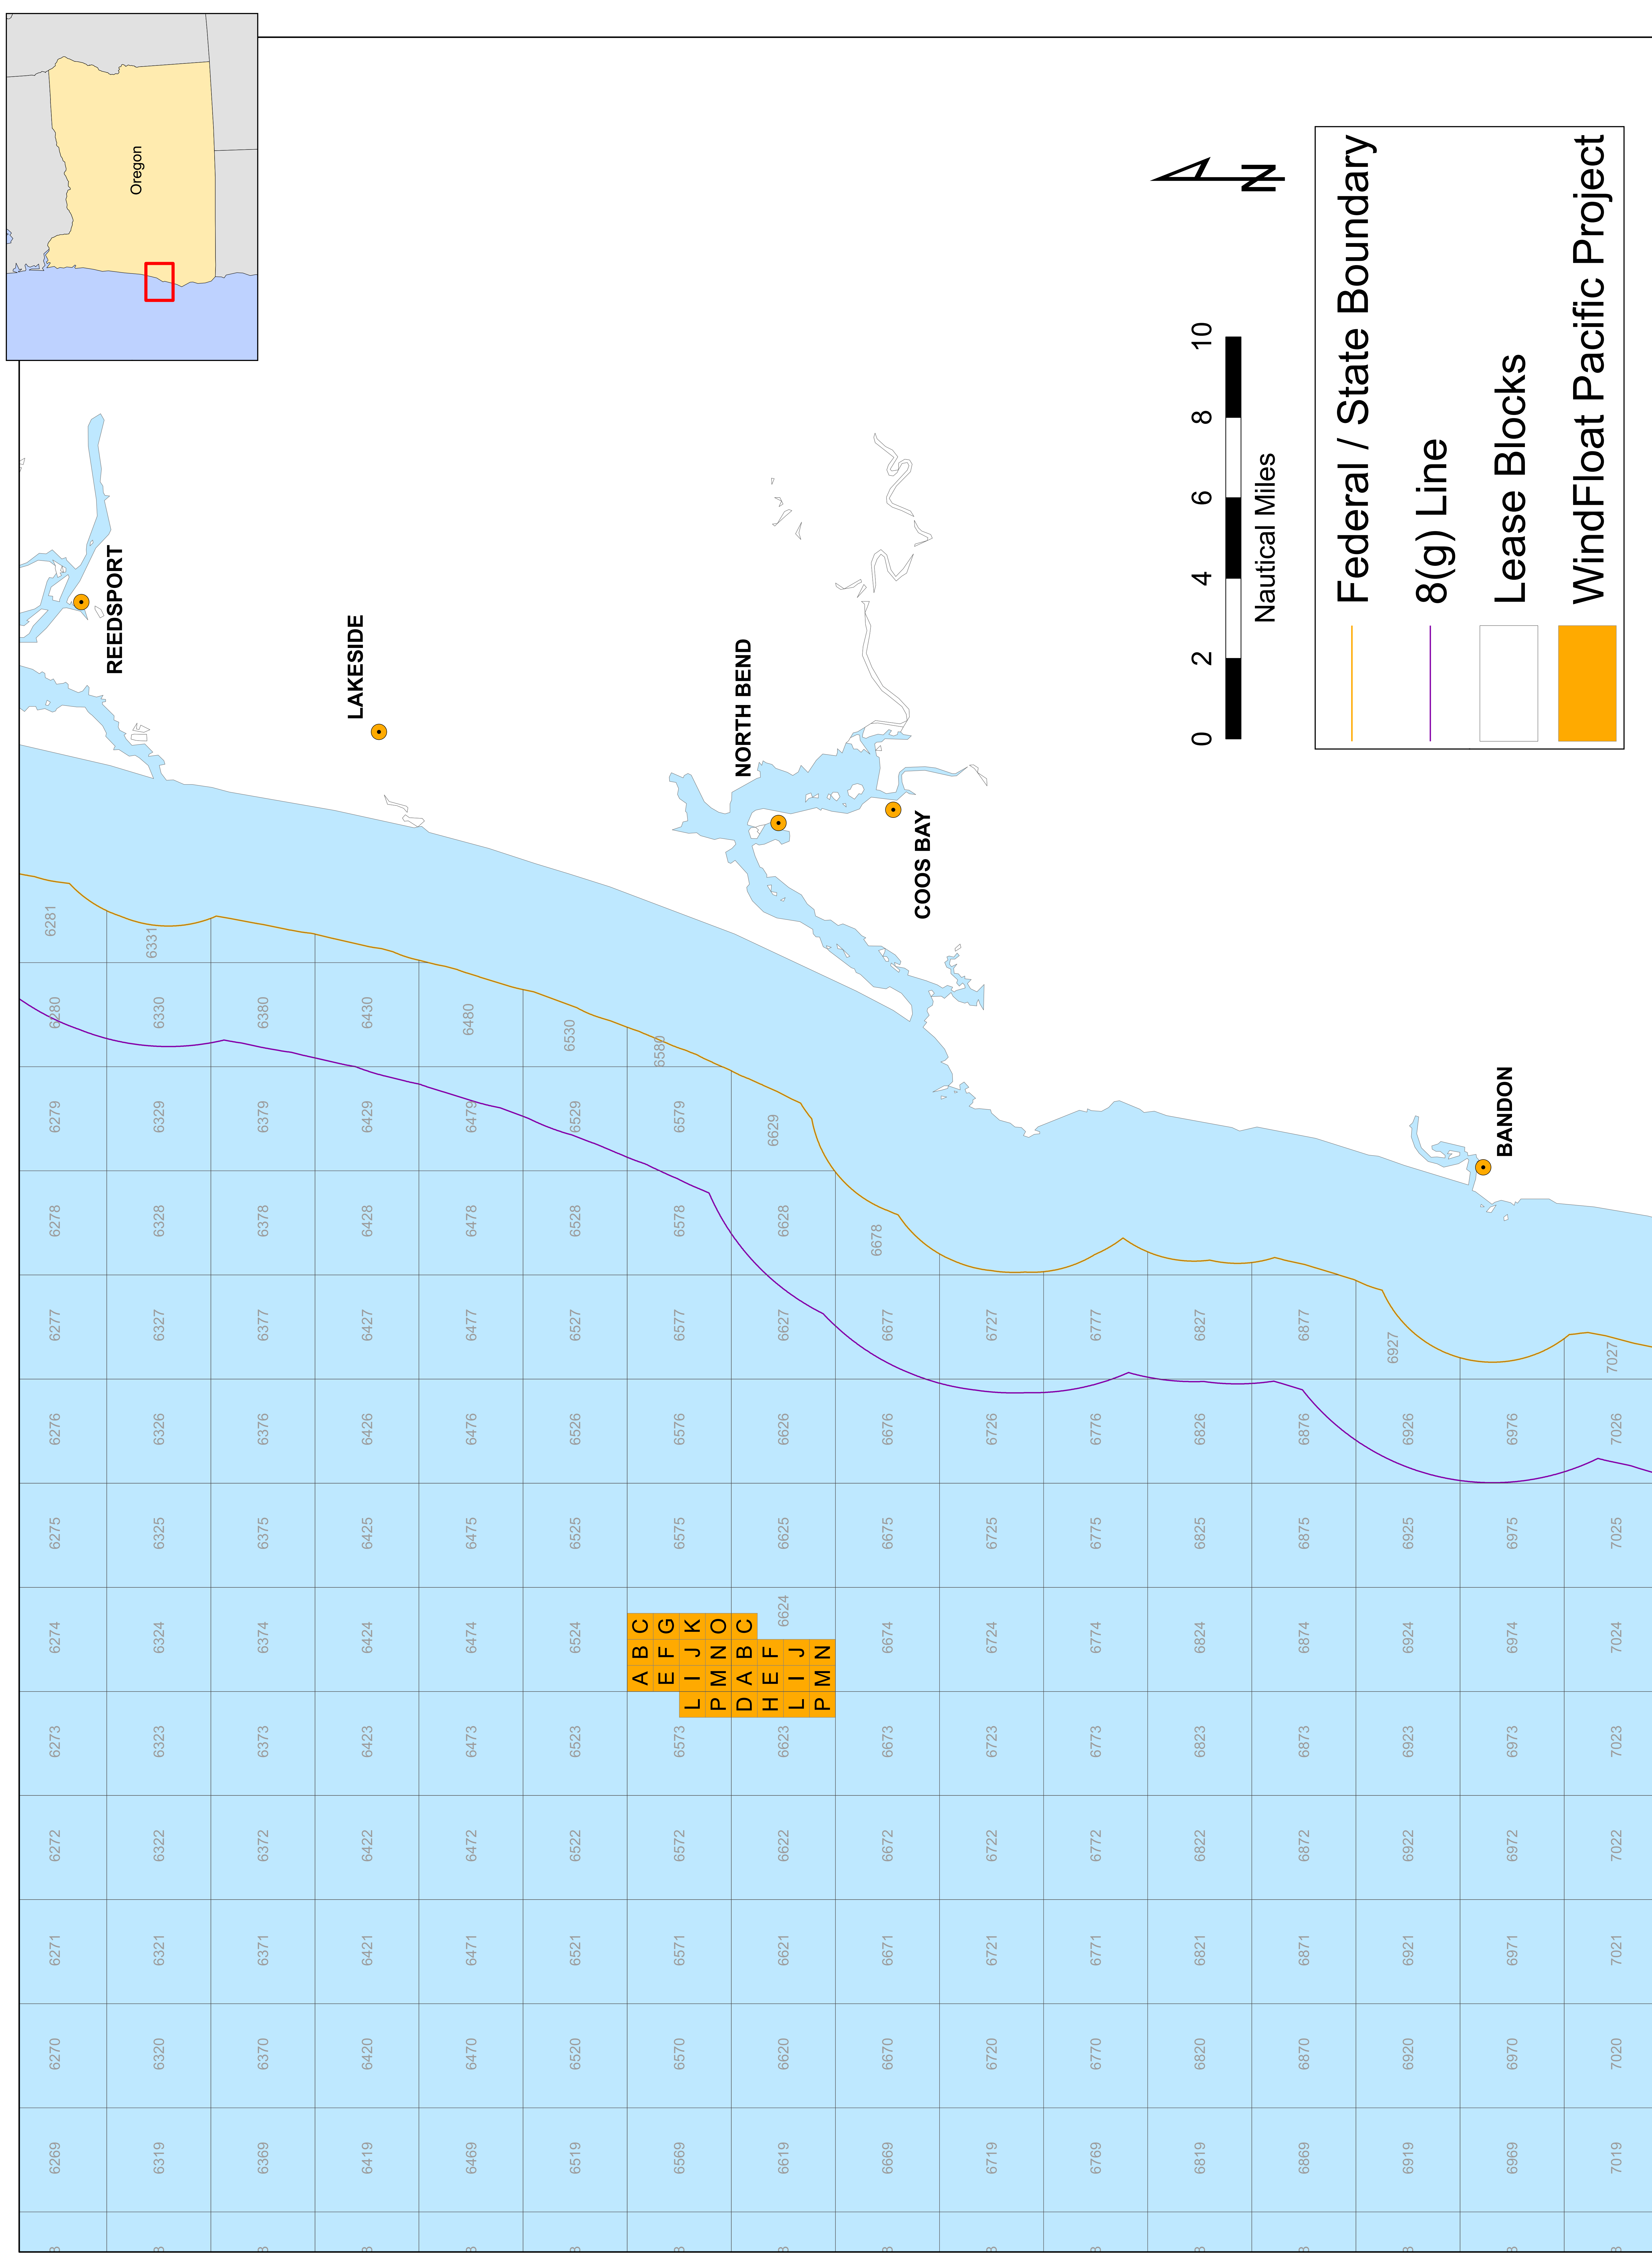 Oregon
6269 6270 6271 6272 6273 6274 6275 6276 6277 6278 6279 6280 6281
REEDSPORT
6319 6320 6321 6322 6323 6324 6325 6326 6327 6328 6329 6330 6331
6369 6370 6371 6372 6373 6374 6375 6376 6377 6378 6379 6380
LAKESIDE
6419 6420 6421 6422 6423 6424 6425 6426 6427 6428 6429 6430
6469 6470 6471 6472 6473 6474 6475 6476 6477 6478 6479 6480
6519 6520 6521 6522 6523 6524 6525 6526 6527 6528 6529 6530
A B C
E F G
6569 6570 6571 6572 6573 6575 6576 6577 6578 6579 6580
L I J K
P M N O
D A B C
NORTH BEND
H E F
6619 6620 6621 6622 6623 6624 6625 6626 6627 6628 6629
L I J
P M N
6669 6670 6671 6672 6673 6674 6675 6676 6677 6678
COOS BAY
6719 6720 6721 6722 6723 6724 6725 6726 6727
6769 6770 6771 6772 6773 6774 6775 6776 6777
6819 6820 6821 6822 6823 6824 6825 6826 6827
6869 6870 6871 6872 6873 6874 6875 6876 6877
6919 6920 6921 6922 6923 6924 6925 6926 6927
6969 6970 6971 6972 6973 6974 6975 6976
BANDON
7019 7020 7021 7022 7023 7024 7025 7026 7027
N
0 2 4 6 8 10
Nautical Miles
Federal / State Boundary
8(g) Line
Lease Blocks
WindFloat Pacific Project